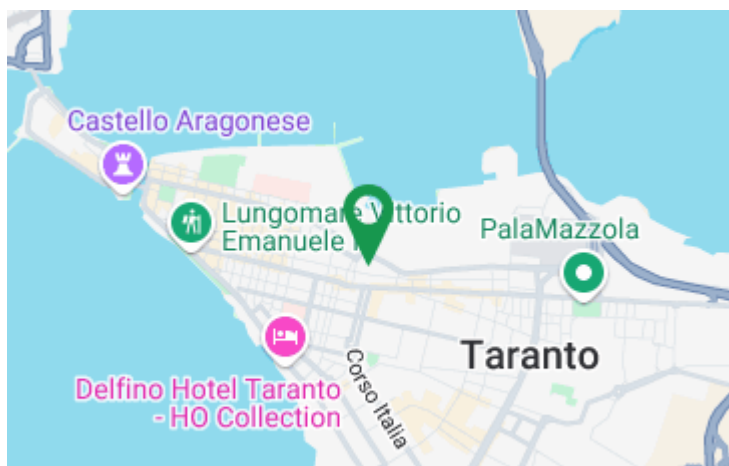 Castello Aragonese
Lungomare Vittorio
Emanuele I
PalaMazzola
Taranto
Delfino Hotel Taranto
- HO Collection
Corso Italia